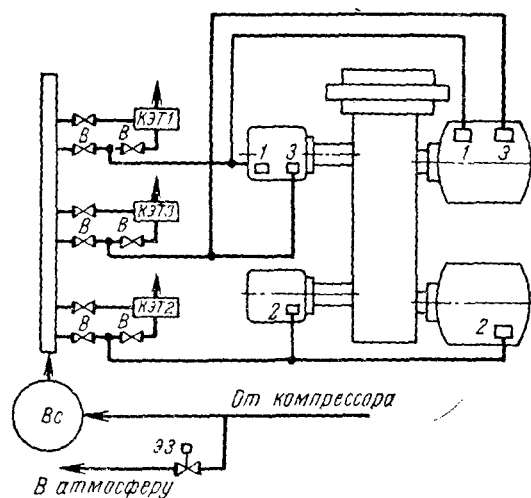 КЭТ1
В
В
1
3
1
3
КЭТ3
В
В
КЭТ2
В
В
2
2
Вс
От компрессора
ЭЗ
В атмосферу